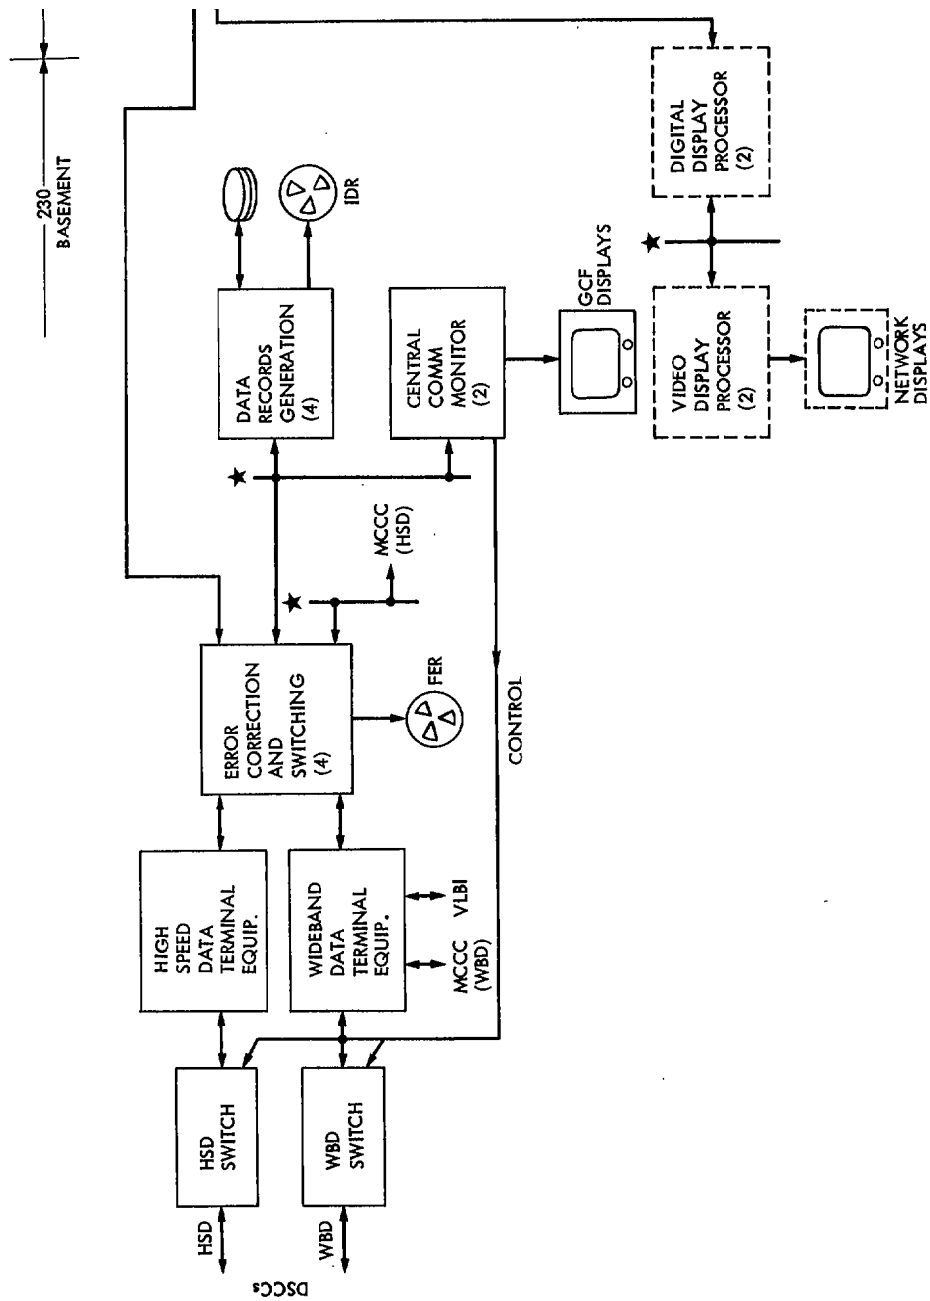 230
BASEMENT
DIGITAL
DISPLAY
PROCESSOR
(2)
IDR
DATA
RECORDS
GENERATION
(4)
CENTRAL
COMM
MONITOR
(2)
GCF
DISPLAYS
VIDEO
DISPLAY
PROCESSOR
(2)
NETWORK
DISPLAYS
MCCC
(HSD)
ERROR
CORRECTION
AND
SWITCHING
(4)
FER
CONTROL
HIGH
SPEED
DATA
TERMINAL
EQUIP.
WIDEBAND
DATA
TERMINAL
EQUIP.
VLBI
MCCC
(WBD)
HSD
SWITCH
WBD
SWITCH
HSD
WBD
DSCCs